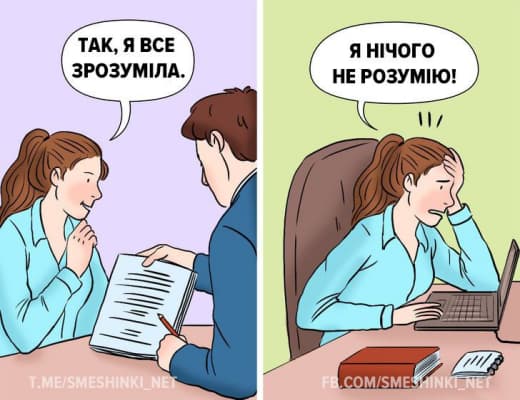 ТАК, Я ВСЕ
ЗРОЗУМІЛА.
Я НІЧОГО
НЕ РОЗУМІЮ!
T.ME/SMESHINKI_NET
FB.COM/SMESHINKI_NET